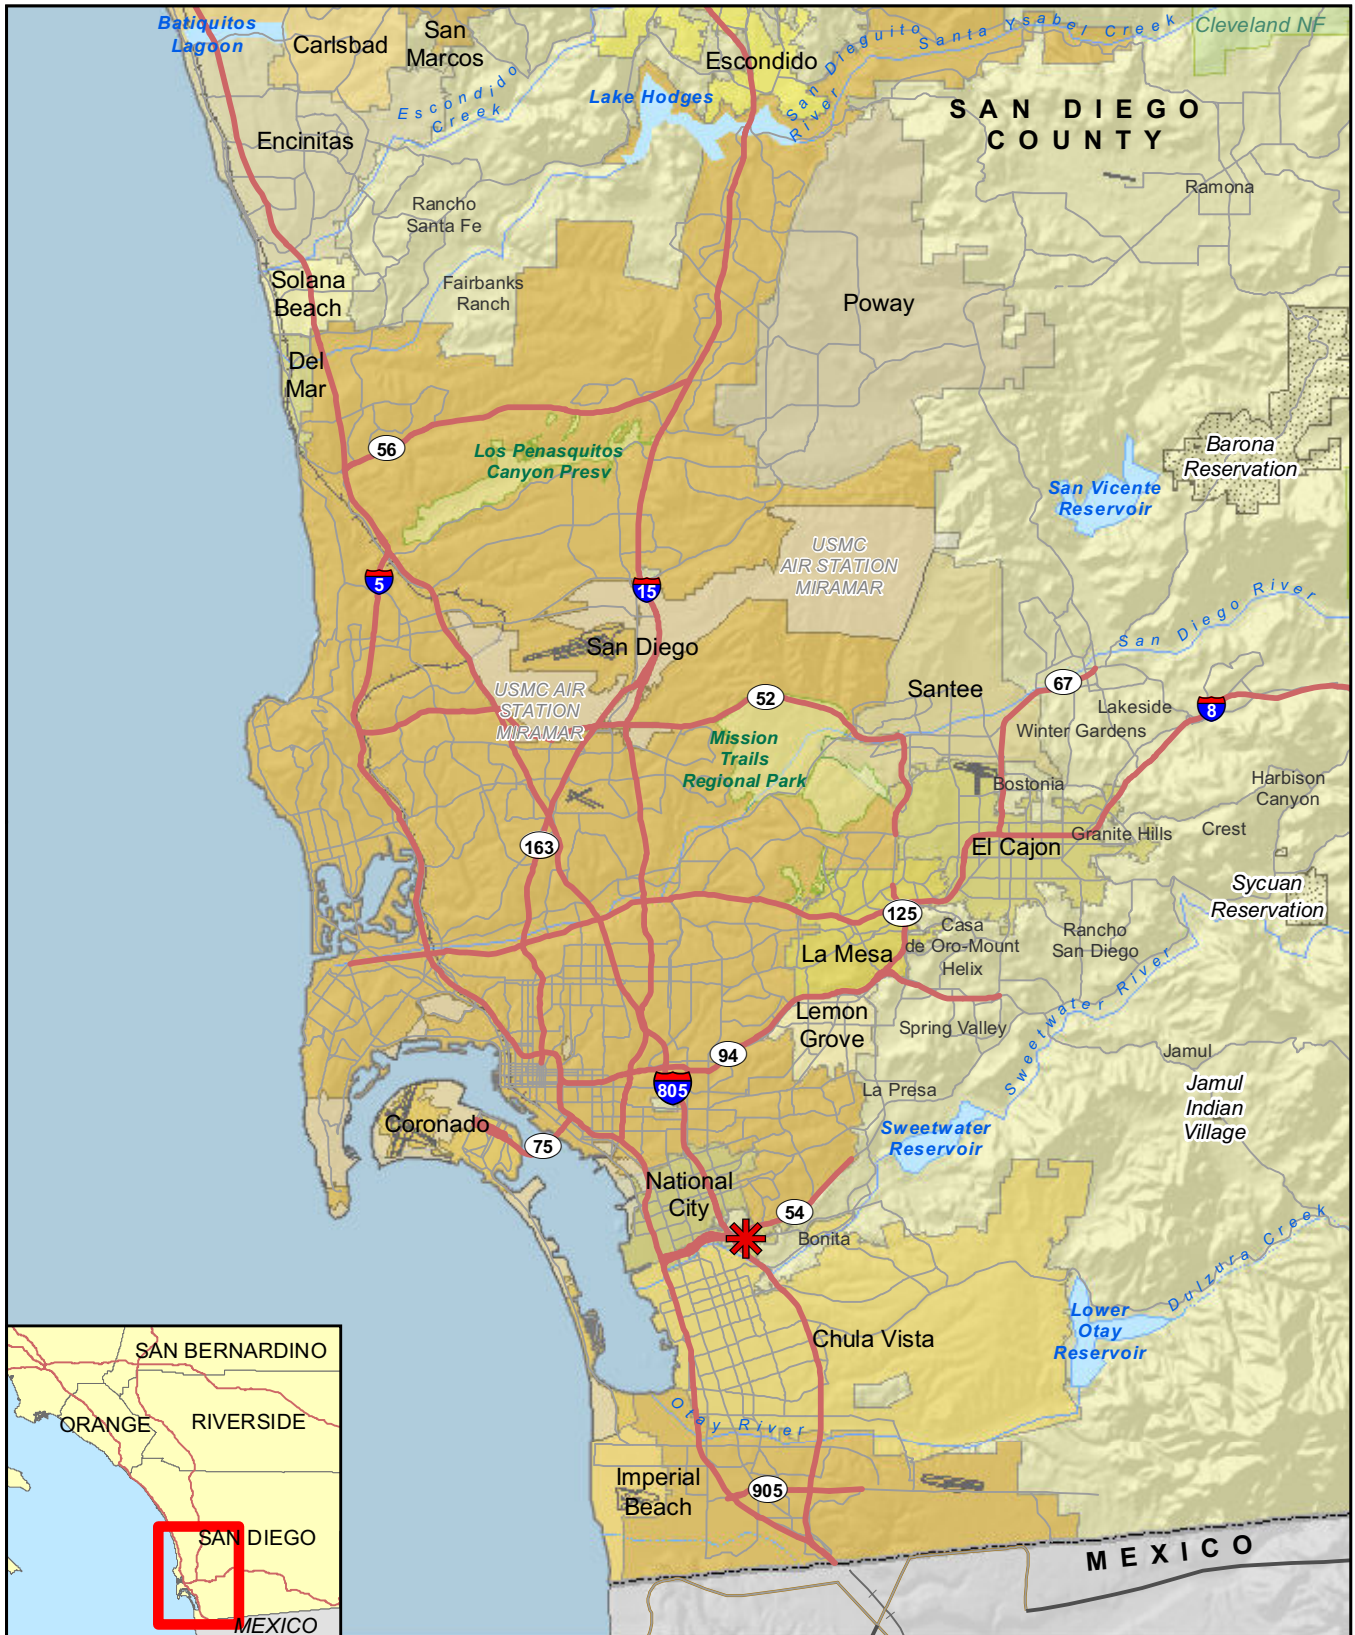 Batiquitos
Lagoon
Carlsbad
San
Marcos
Escondido
Cleveland NF
San Dieguito
River
Santa Ysabel Creek
Lake Hodges
Escondido
Creek
SAN DIEGO
COUNTY
Encinitas
Ramona
Rancho
Santa Fe
Solana
Beach
Fairbanks
Ranch
Poway
Del
Mar
56
Los Penasquitos
Canyon Presv
Barona
Reservation
San Vicente
Reservoir
USMC
AIR STATION
MIRAMAR
5
15
San Diego River
San Diego
USMC AIR
STATION
MIRAMAR
52
Santee
67
Lakeside
8
Winter Gardens
Mission
Trails
Regional Park
Bostonia
Harbison
Canyon
163
El Cajon
Granite Hills
Crest
Sycuan
Reservation
125
Casa
de Oro-Mount
Helix
Rancho
San Diego
La Mesa
Sweetwater River
Lemon
Grove
Spring Valley
94
Jamul
805
La Presa
Jamul
Indian
Village
Coronado
75
Sweetwater
Reservoir
National
City
54
Bonita
Dulzura Creek
Lower
Otay
Reservoir
Chula Vista
Otay River
Imperial
Beach
905
MEXICO
SAN BERNARDINO
ORANGE
RIVERSIDE
SAN DIEGO
MEXICO